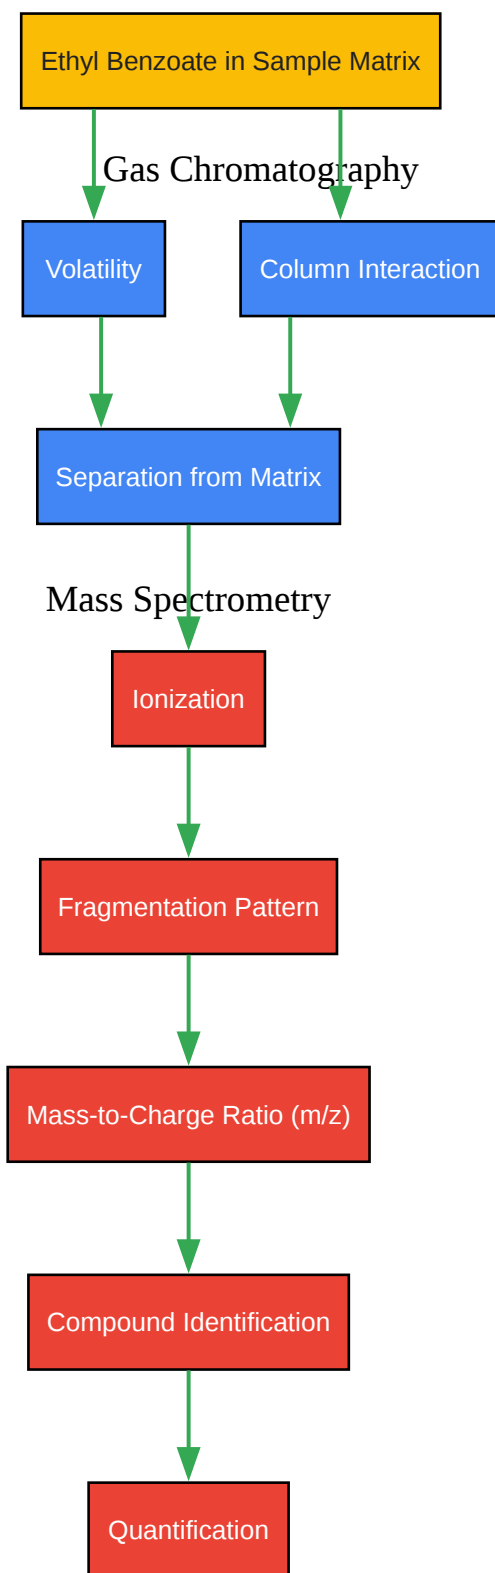 Ethyl Benzoate in Sample Matrix
Gas Chromatography
Volatility
Column Interaction
Separation from Matrix
Mass Spectrometry
Ionization
Fragmentation Pattern
Mass-to-Charge Ratio (m/z)
Compound Identification
Quantification